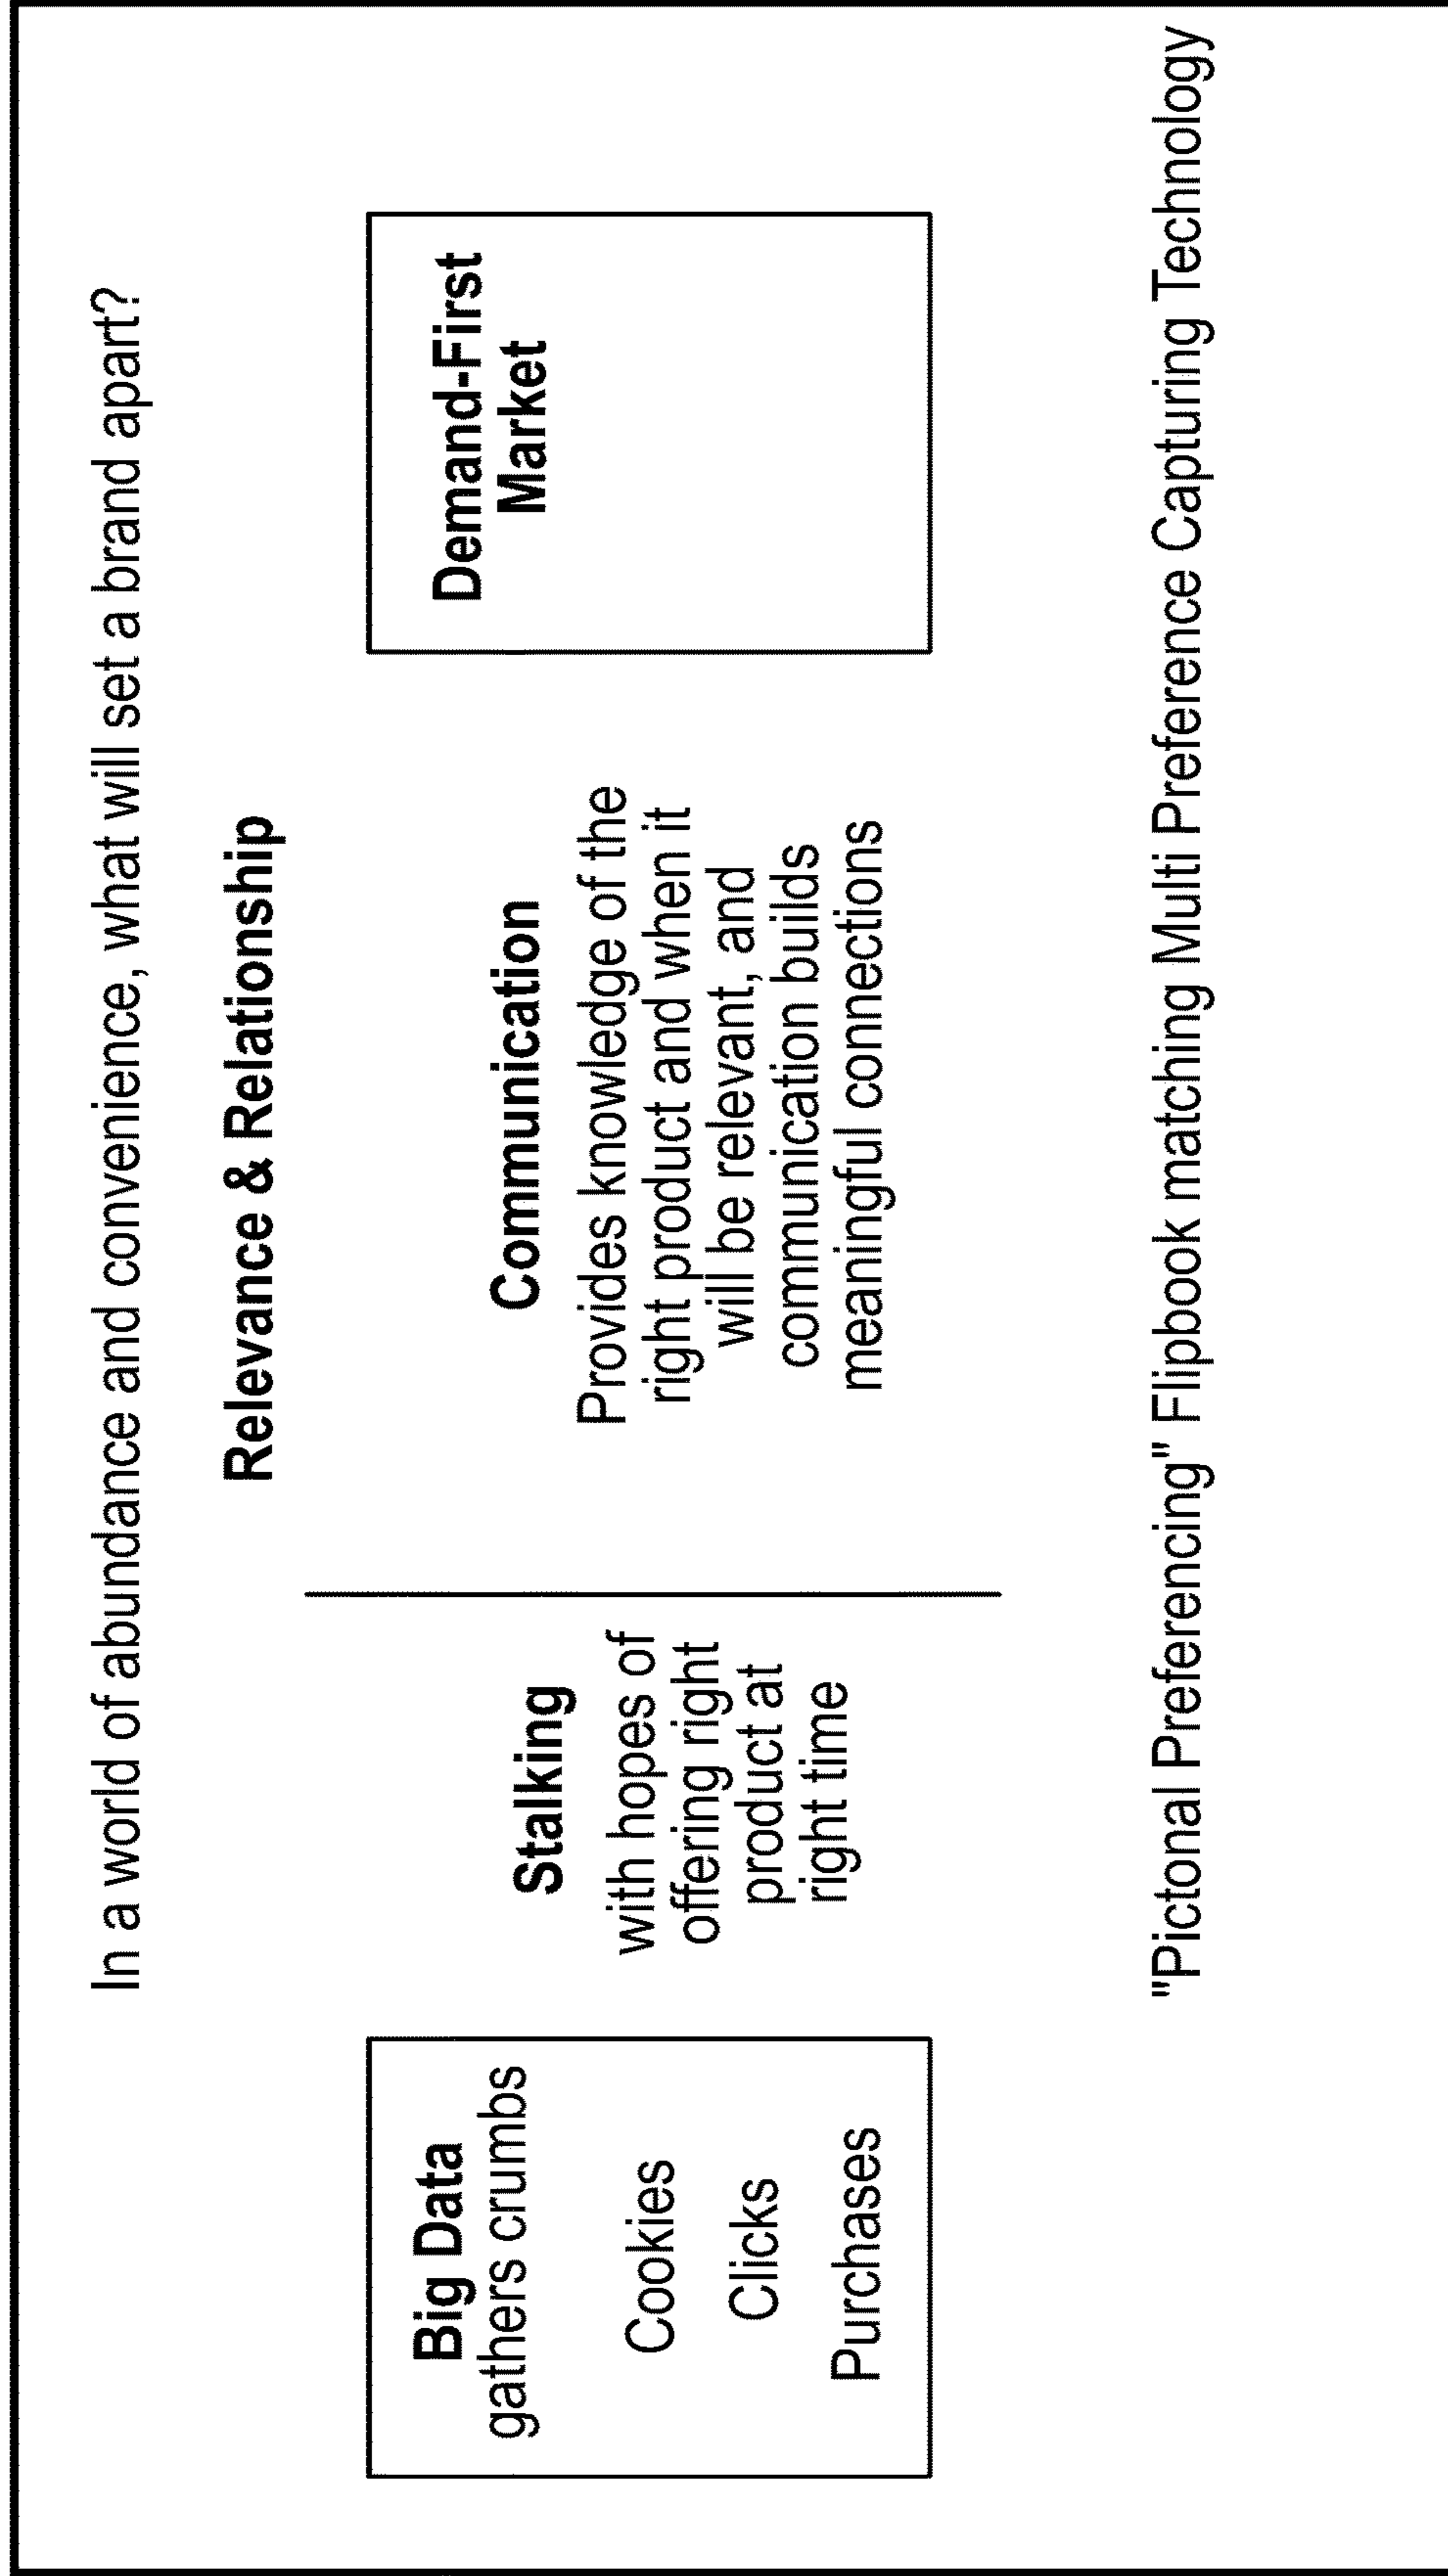 In a world of abundance and convenience, what will set a brand apart?
Relevance & Relationship
Big Data
gathers crumbs
Cookies
Clicks
Purchases
Stalking
with hopes of
offering right
product at
right time
Communication
Provides knowledge of the
right product and when it
will be relevant, and
communication builds
meaningful connections
Demand-First
Market
"Pictonal Preferencing" Flipbook matching Multi Preference Capturing Technology